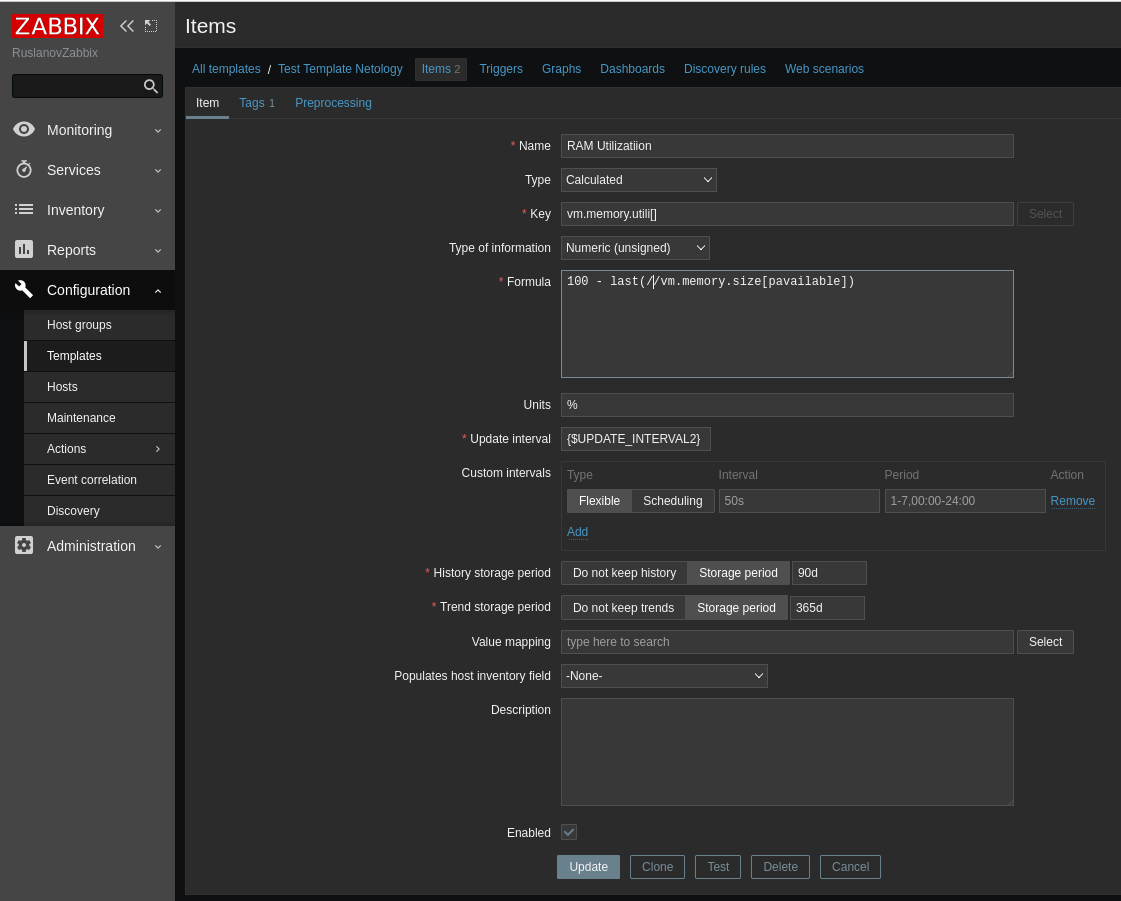 ZABBIX
RuslanovZabbix
Monitoring
Services
Inventory
Reports
Configuration
Host groups
Templates
Hosts
Maintenance
Actions
Event correlation
Discovery
Administration
Items
All templates / Test Template Netology Items 2 Triggers Graphs Dashboards Discovery rules Web scenarios
Item Tags 1 Preprocessing
* Name RAM Utilizatiion
Type Calculated
* Key vm.memory.utili[] Select
Type of information Numeric (unsigned)
* Formula 100 - last(//vm.memory.size[pavailable])
Units %
* Update interval {$UPDATE_INTERVAL2}
Custom intervals Type Interval Period Action
Flexible Scheduling 50s 1-7,00:00-24:00 Remove
Add
* History storage period Do not keep history Storage period 90d
* Trend storage period Do not keep trends Storage period 365d
Value mapping type here to search Select
Populates host inventory field -None-
Description
Enabled
Update Clone Test Delete Cancel